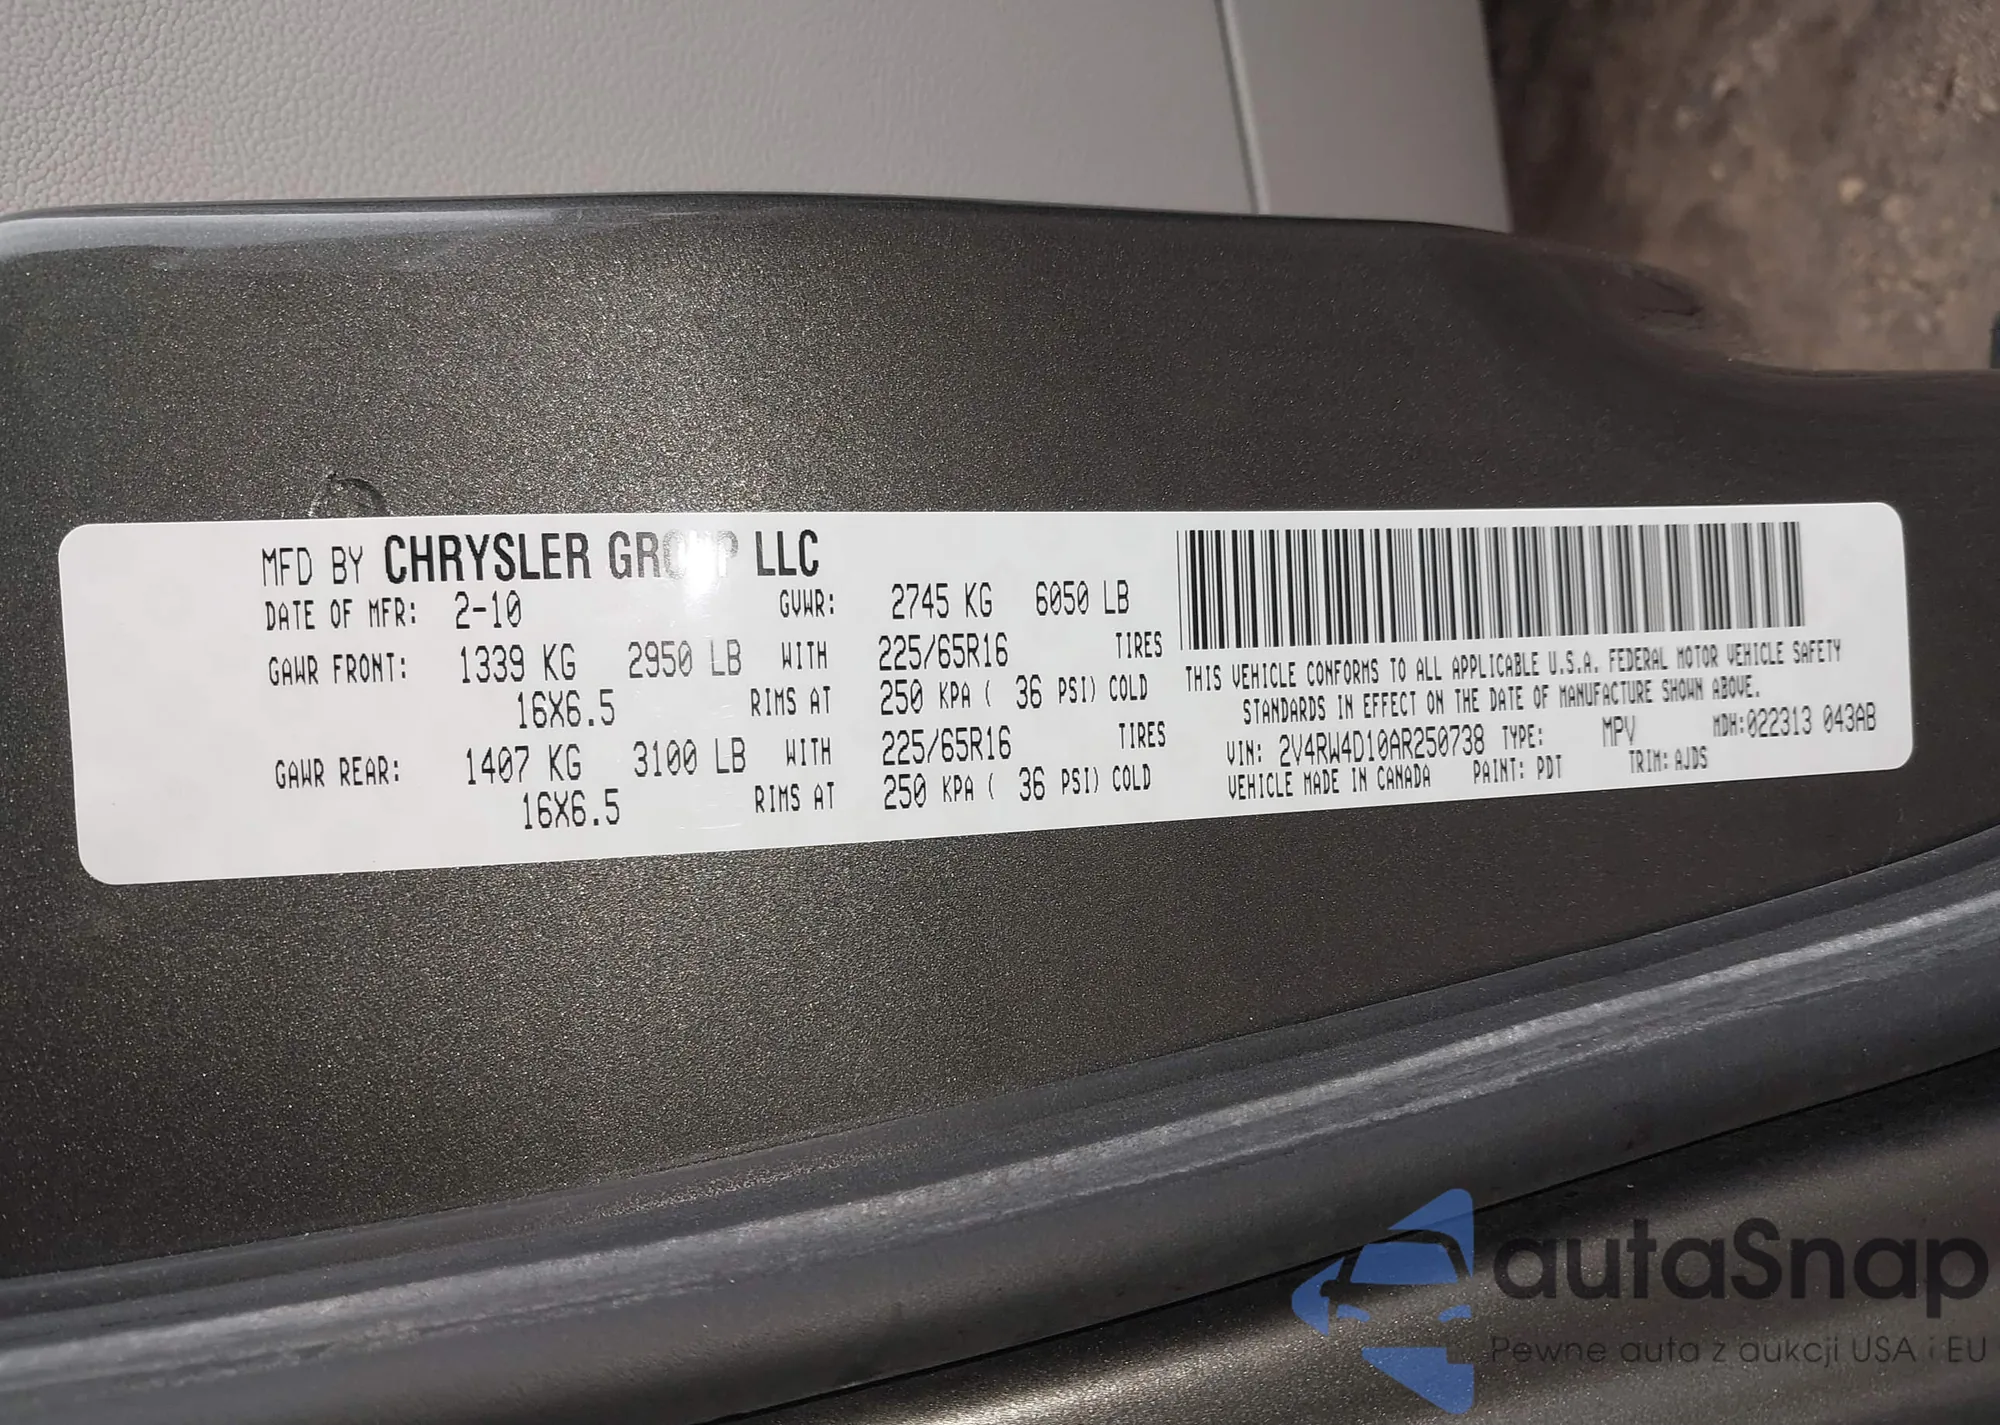 MFD BY CHRYSLER GROUP LLC
DATE OF MFR: 2-10 GVWR: 2745 KG 6050 LB
GAWR FRONT: 1339 KG 2950 LB WITH 225/65R16 TIRES
16X6.5 RIMS AT 250 KPA ( 36 PSI) COLD
GAWR REAR: 1407 KG 3100 LB WITH 225/65R16 TIRES
16X6.5 RIMS AT 250 KPA ( 36 PSI) COLD
THIS VEHICLE CONFORMS TO ALL APPLICABLE U.S.A. FEDERAL MOTOR VEHICLE SAFETY
STANDARDS IN EFFECT ON THE DATE OF MANUFACTURE SHOWN ABOVE.
VIN: 2V4RW4D10AR250738 TYPE: MPV MDH:022313 043AB
VEHICLE MADE IN CANADA PAINT: PDT TRIM: AJDS
autaSnap
Pewne auta z aukcji USA i EU